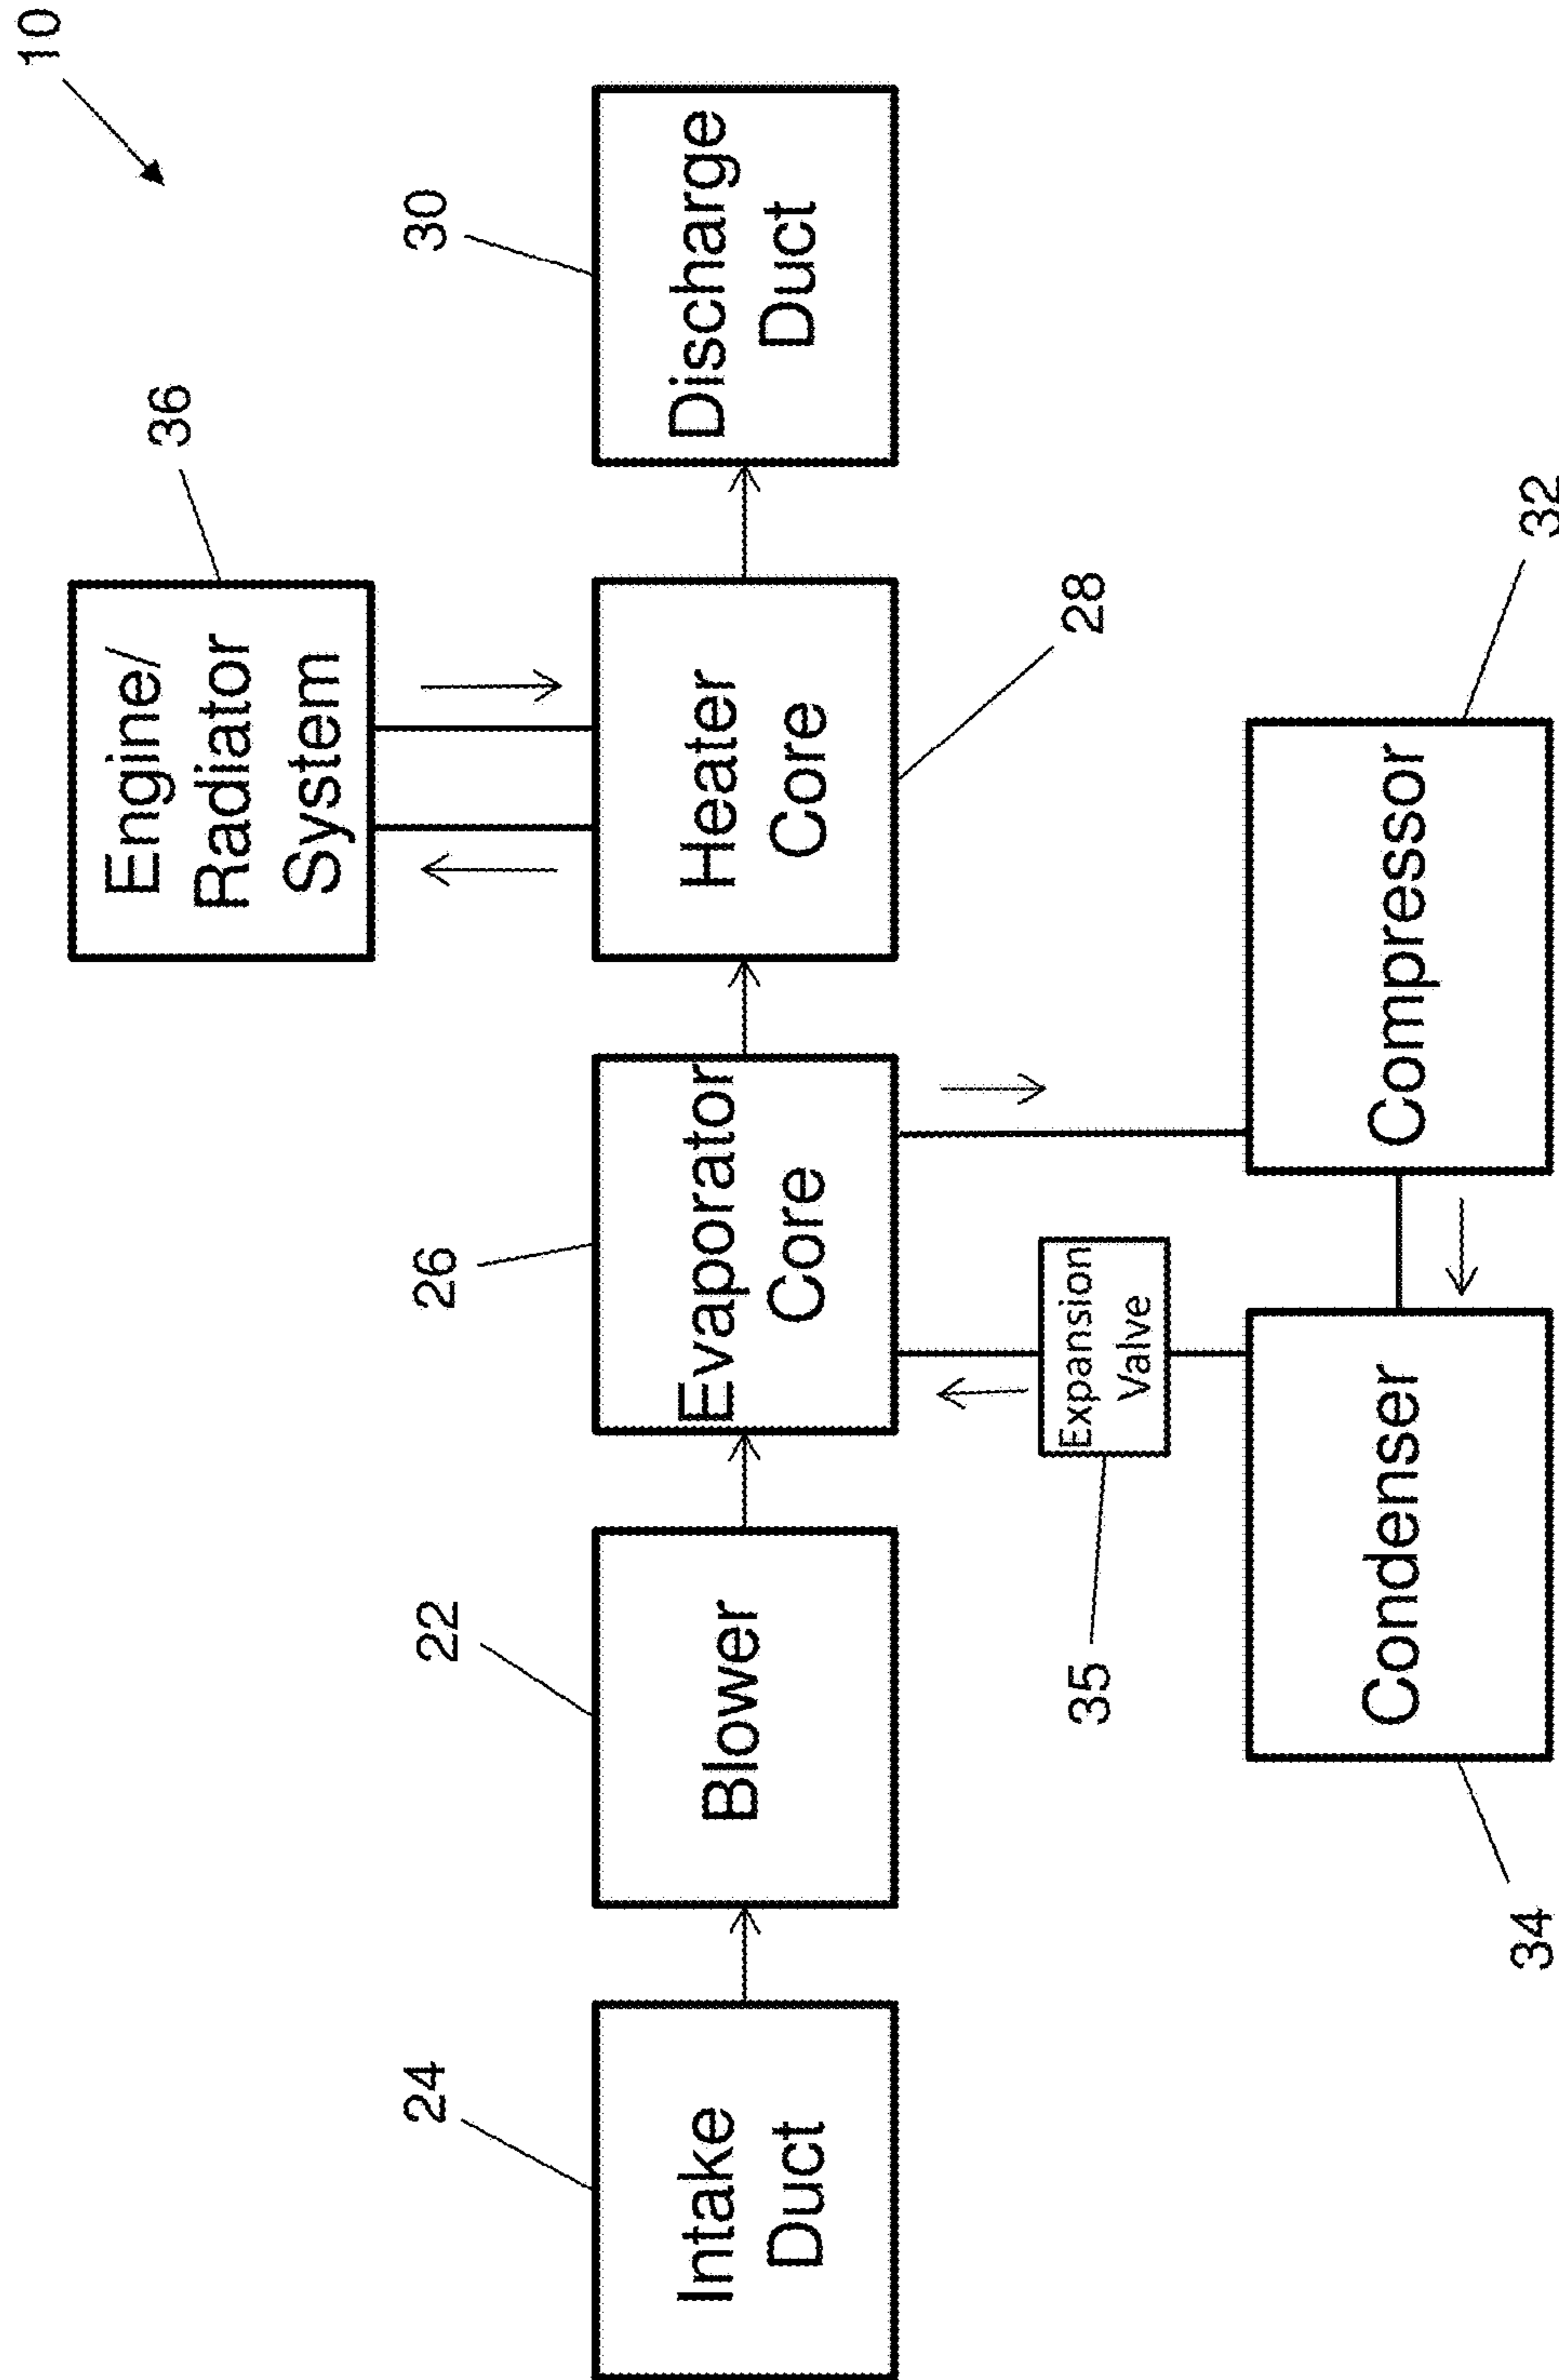 10
36
Engine/
Radiator
System
24
Intake
Duct
22
Blower
26
Evaporator
Core
Heater
Core
28
30
Discharge
Duct
35
Expansion
Valve
34
Condenser
Compressor
32